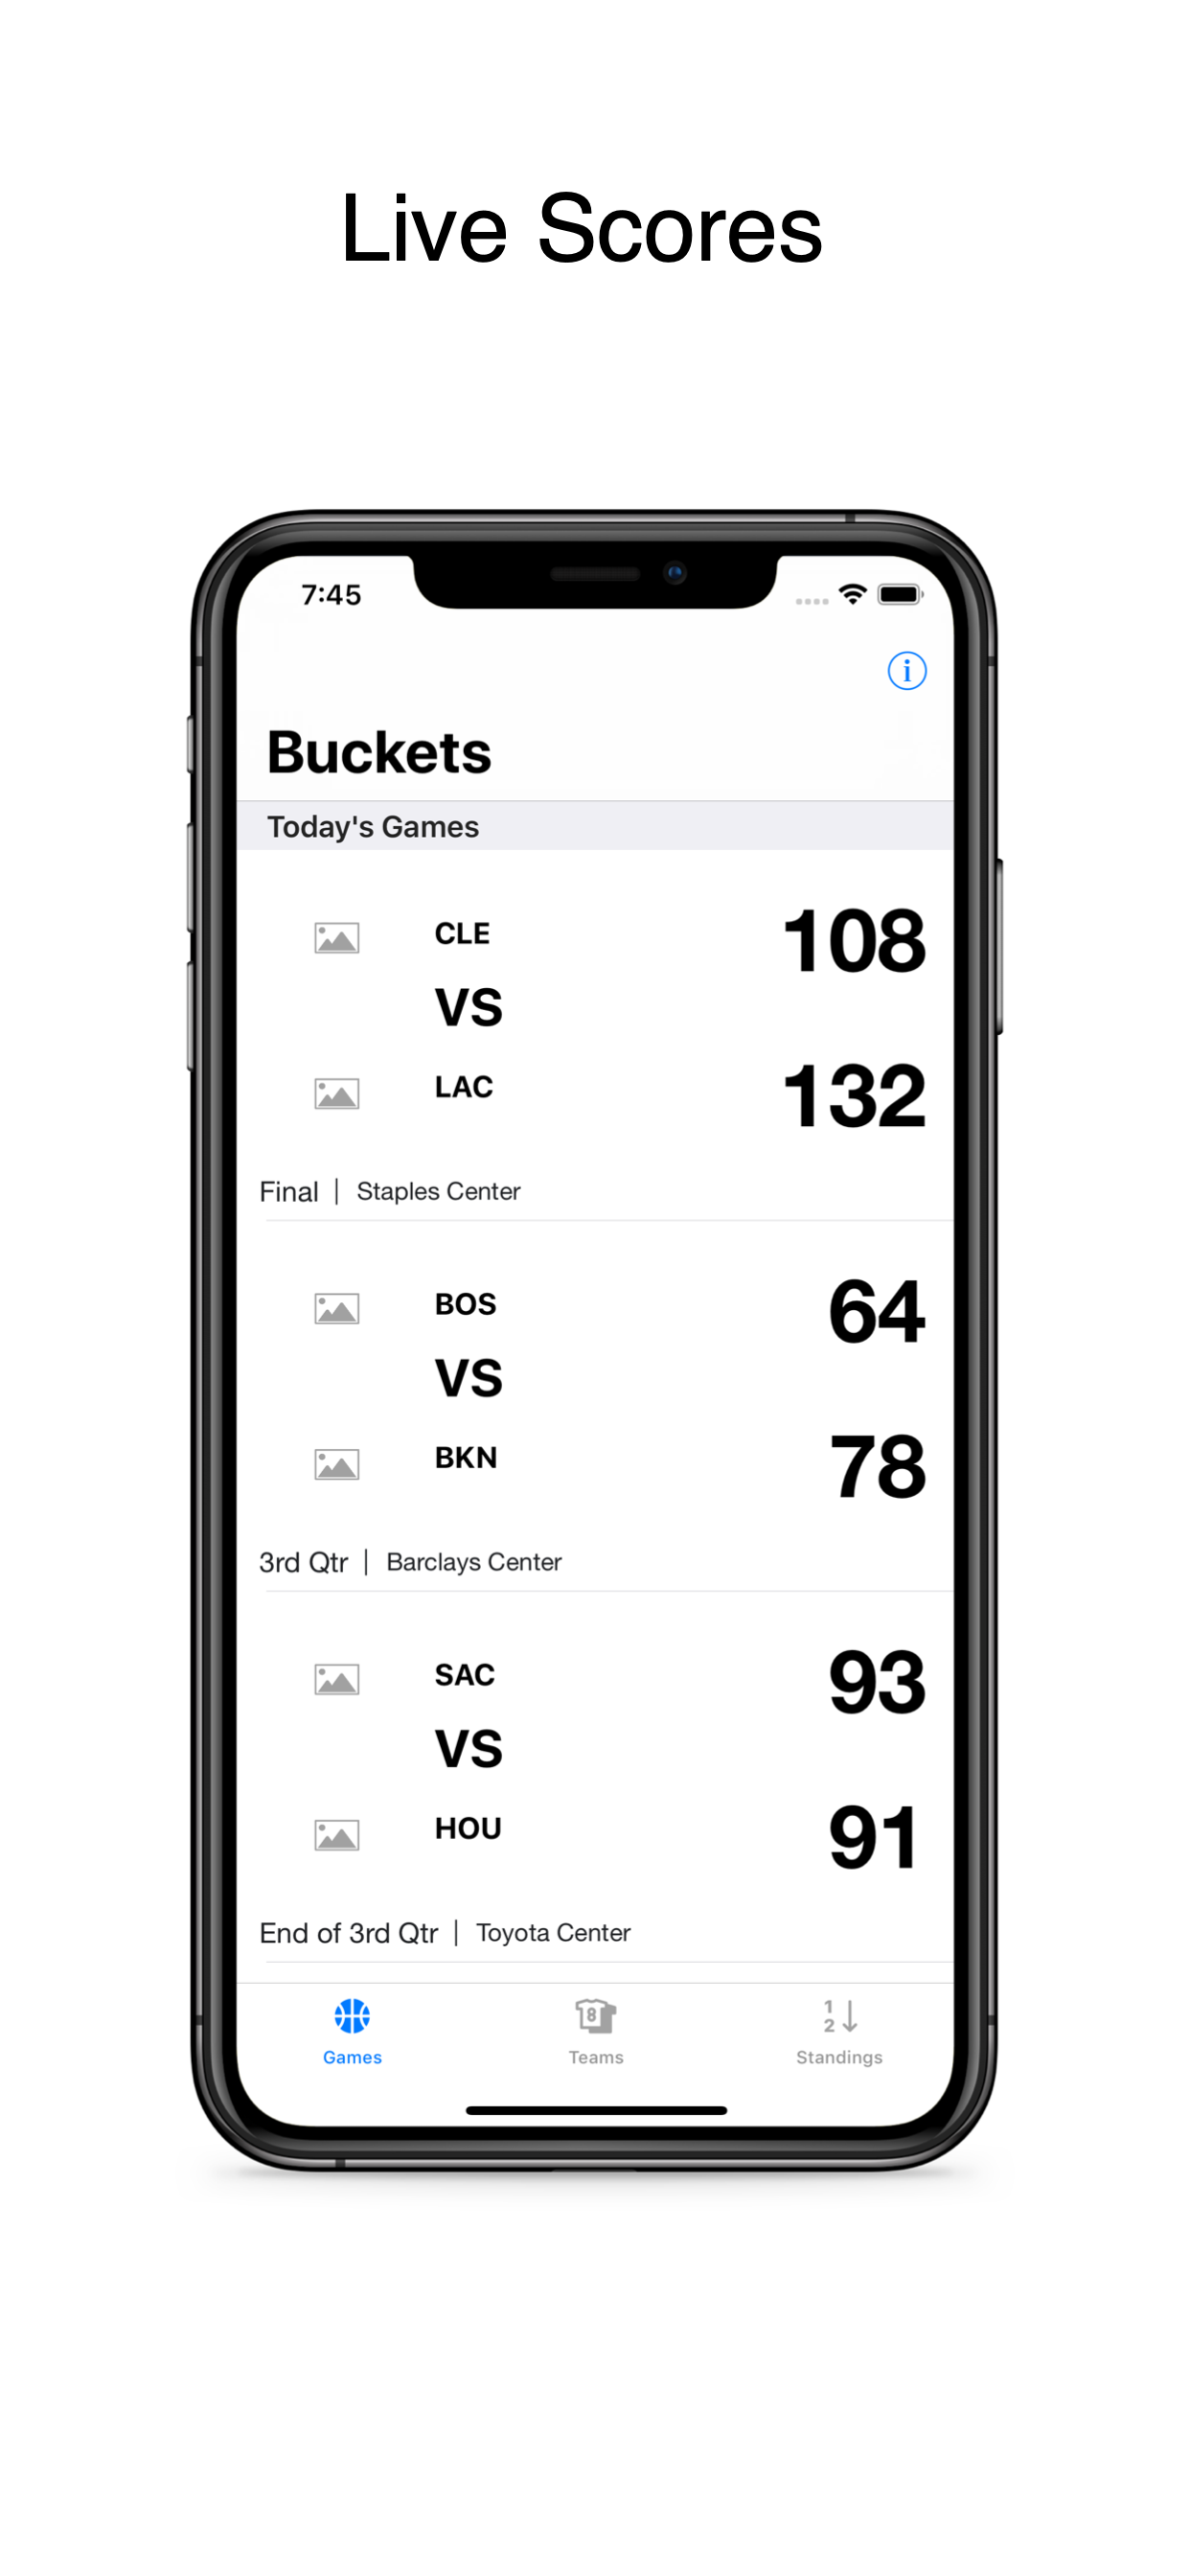 Live Scores
7:45
Buckets
Today's Games
CLE
108
VS
LAC
132
Final | Staples Center
BOS
64
VS
BKN
78
3rd Qtr | Barclays Center
SAC
93
VS
HOU
91
End of 3rd Qtr | Toyota Center
Games
Teams
Standings